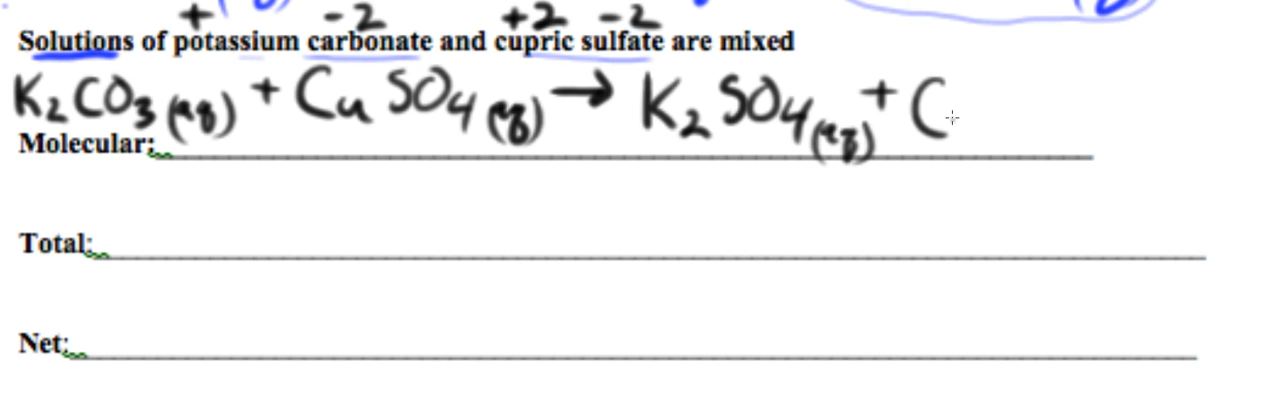 + -2 +2 -2
Solutions of potassium carbonate and cupric sulfate are mixed
K₂CO₃(aq) + CuSO₄(aq) → K₂SO₄(aq) + C
Molecular:
Total:
Net: